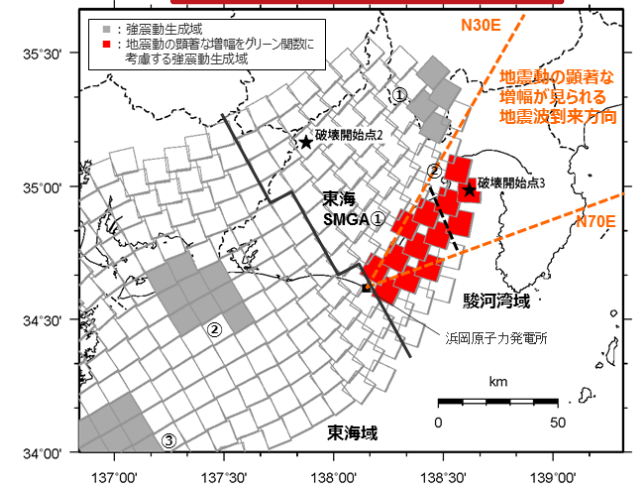 ：強震動生成域
：地震動の顕著な増幅をグリーン関数に
考慮する強震動生成域
N30E
地震動の顕著な
増幅が見られる
地震波到来方向
35°30'
①
破壊開始点2
②
破壊開始点3
35°00'
東海
SMGA①
N70E
駿河湾域
34°30'
②
浜岡原子力発電所
km
0 50
東海域
③
34°00'
137°00' 137°30' 138°00' 138°30' 139°00'